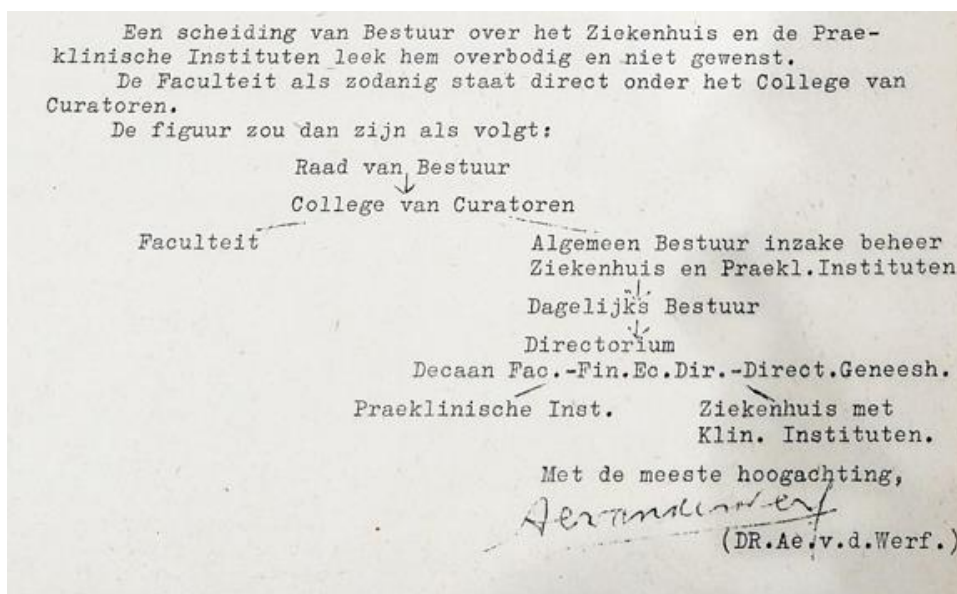 Een scheiding van Bestuur over het Ziekenhuis en de Prae-
klinische Instituten leek hem overbodig en niet gewenst.
De Faculteit als zodanig staat direct onder het College van
Curatoren.
De figuur zou dan zijn als volgt:
Raad van Bestuur
College van Curatoren
Faculteit
Algemeen Bestuur inzake beheer
Ziekenhuis en Praekl.Instituten
Dagelijks Bestuur
Directorium
Decaan Fac.-Fin.Ec.Dir.-Direct.Geneesh.
Praeklinische Inst.
Ziekenhuis met
Klin. Instituten.
Met de meeste hoogachting,
Aevanderwerf
(DR.Ae.v.d.Werf.)